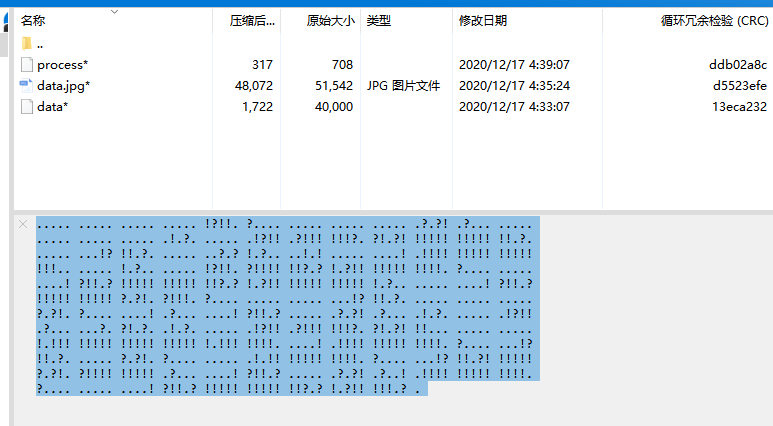 名称 压缩后... 原始大小 类型 修改日期 循环冗余检验 (CRC)
..
process* 317 708 2020/12/17 4:39:07 ddb02a8c
data.jpg* 48,072 51,542 JPG 图片文件 2020/12/17 4:35:24 d5523efe
data* 1,722 40,000 2020/12/17 4:33:07 13eca232
..... ..... ..... ..... !?!!. ?.... ..... ..... ..... .?.?! .?... .....
..... ..... ..... .!.?. ..... .!?!! .?!!! !!!?. ?!.?! !!!!! !!!!! !!.?.
..... ...!? !!.?. ..... ..?.? !.?.. ..!.! ..... ....! .!!!! !!!!! !!!!!
!!!.. ..... !.?.. ..... !?!!. ?!!!! !!?.? !.?!! !!!!! !!!!. ?.... .....
....! ?!!.? !!!!! !!!!! !!?.? !.?!! !!!!! !!!!! !.?.. ..... ....! ?!!.?
!!!!! !!!!! ?.?!. ?!!!. ?.... ..... ..... ...!? !!.?. ..... ..... .....
?.?!. ?.... ....! .?... ....! ?!!.? ..... .?.?! .?... .!.?. ..... .!?!!
.?... ...?. ?!.?. .!.?. ..... .!?!! .?!!! !!!?. ?!.?! !!... ..... .....
!.!!! !!!!! !!!!! !!!!! !.!!! !!!!. ....! .!!!! !!!!! !!!!. ?.... ...!?
!!.?. ..... ?.?!. ?.... ..... .!.!! !!!!! !!!!. ?.... ...!? !!.?! !!!!!
?.?!. ?!!!! !!!!! .?... ....! ?!!.? ..... .?.?! .?..! .!!!! !!!!! !!!!.
?.... ..... ....! ?!!.? !!!!! !!!!! !!?.? !.?!! !!!.? .